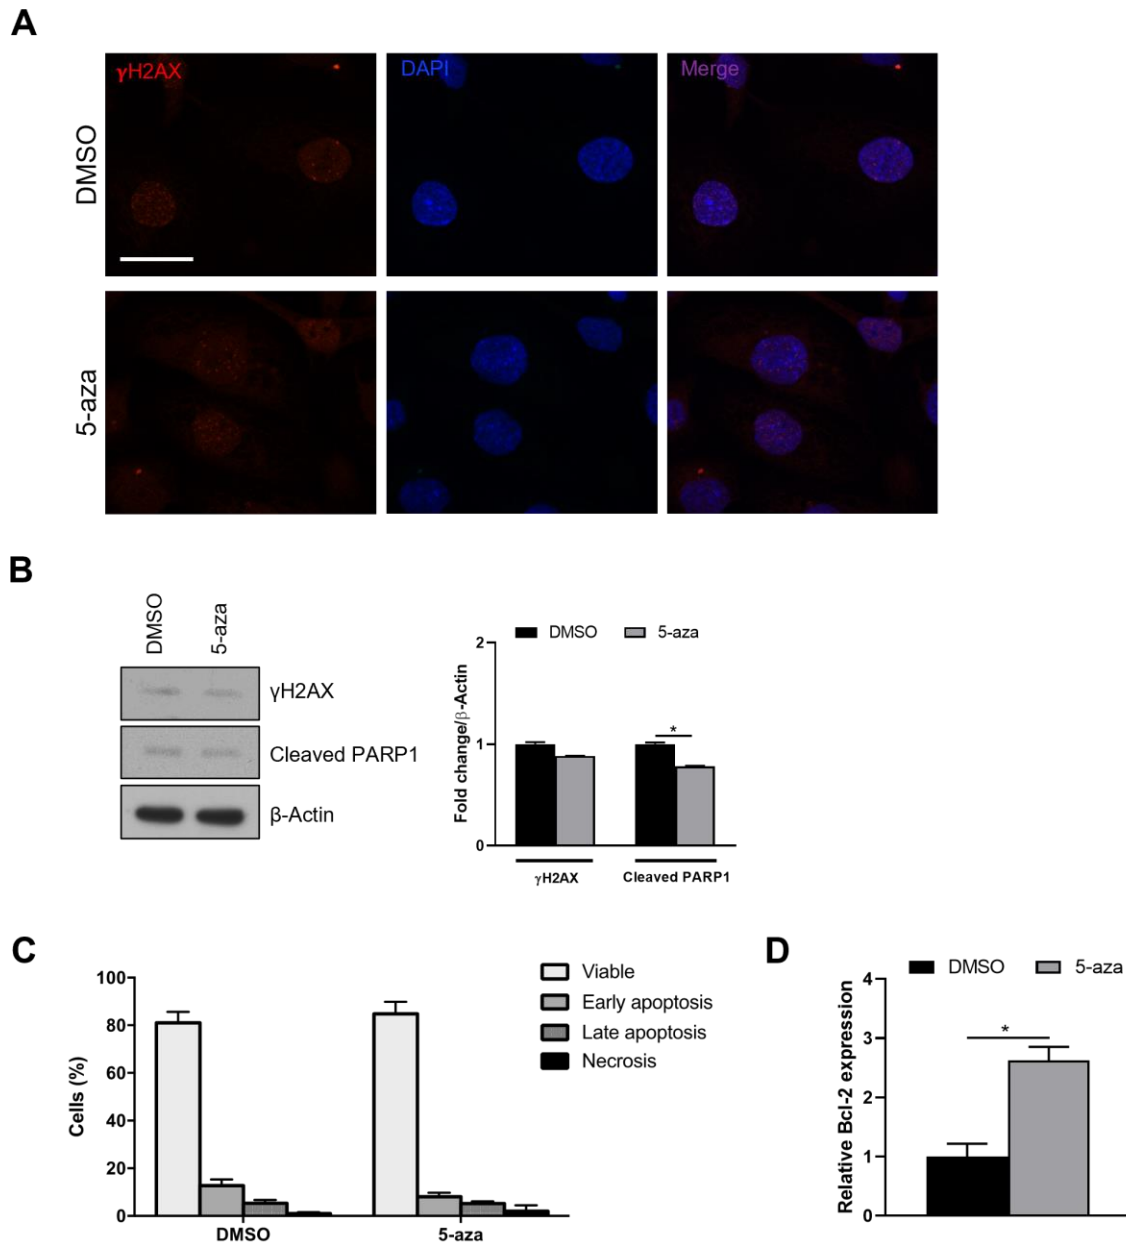 A
γH2AX
DAPI
Merge
DMSO
5-aza
B
DMSO
5-aza
γH2AX
Cleaved PARP1
β-Actin
DMSO
5-aza
Fold change/β-Actin
2
1
0
*
γH2AX
Cleaved PARP1
C
Cells (%)
100
80
60
40
20
0
DMSO
5-aza
Viable
Early apoptosis
Late apoptosis
Necrosis
D
DMSO
5-aza
Relative Bcl-2 expression
4
3
2
1
0
*